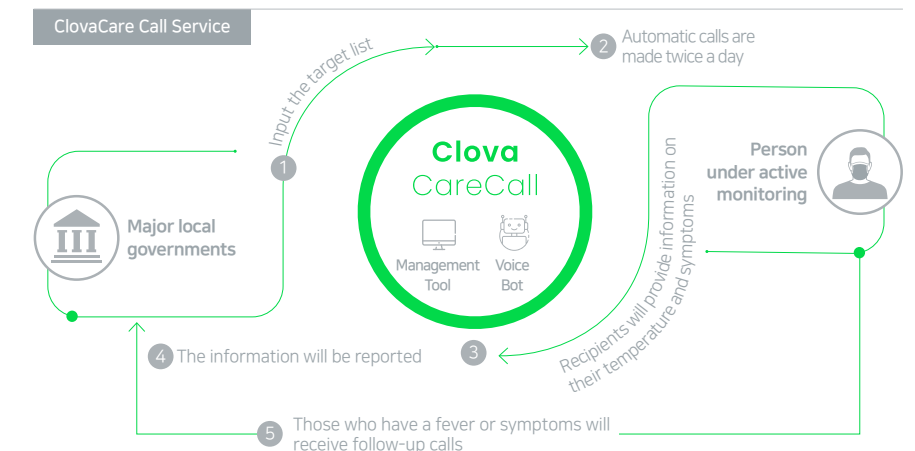 ClovaCare Call Service
Input the target list
1
2
Automatic calls are
made twice a day
Clova
CareCall
Management
Tool
Voice
Bot
Person
under active
monitoring
Major local
governments
Recipients will provide information on
their temperature and symptoms
3
4
The information will be reported
5
Those who have a fever or symptoms will
receive follow-up calls